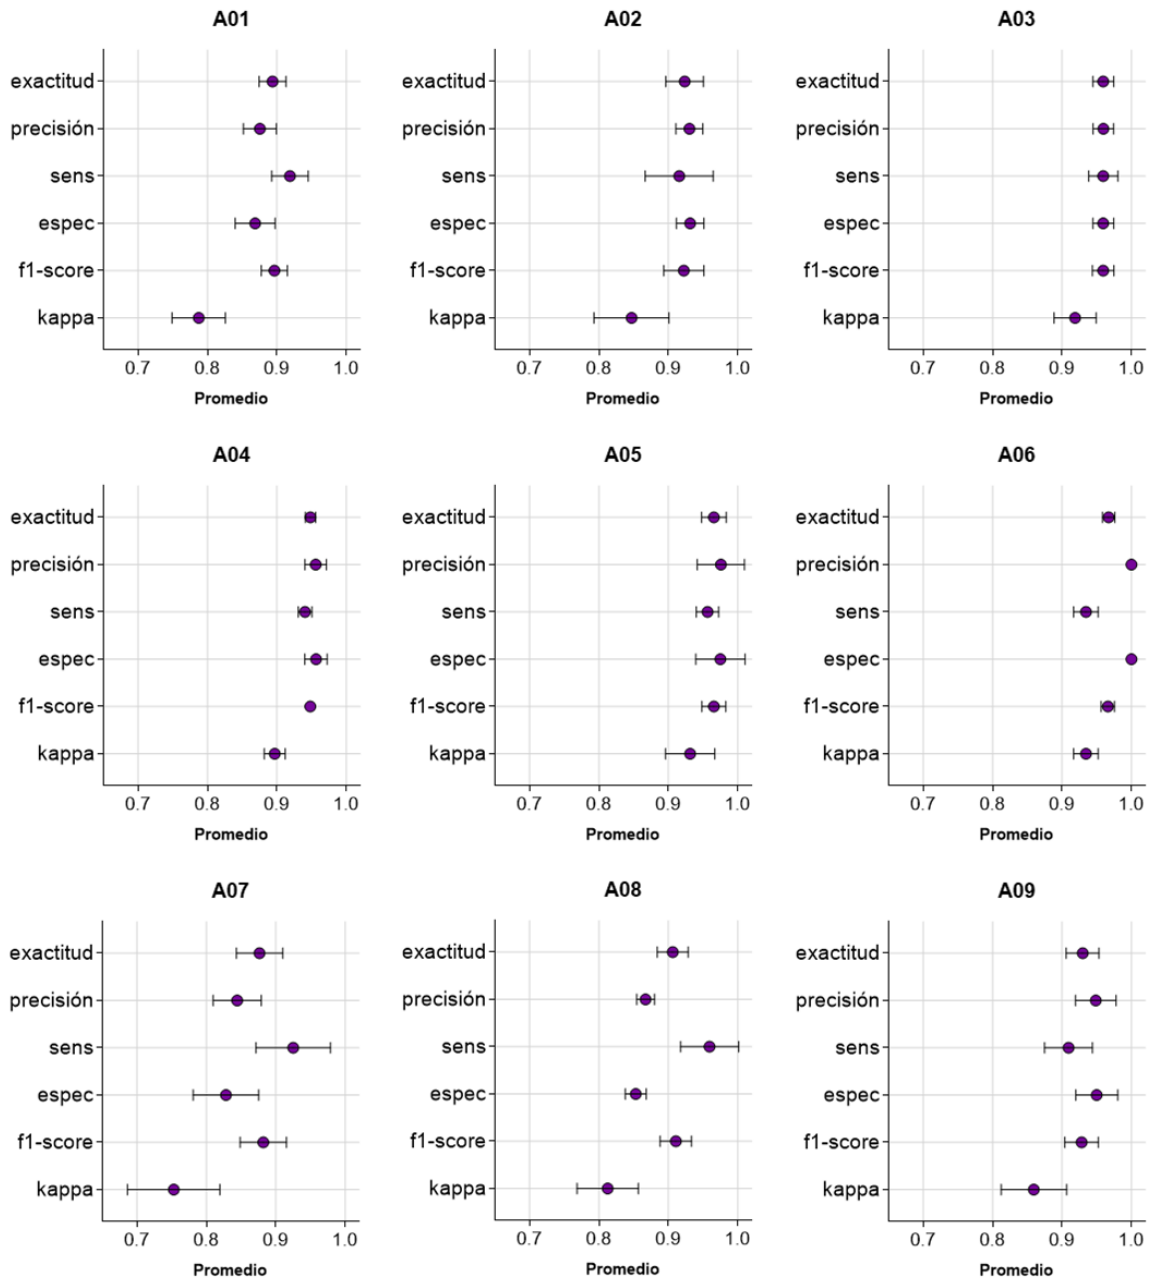 A01
exactitud
precisión
sens
espec
f1-score
kappa
0.7 0.8 0.9 1.0
Promedio
A02
exactitud
precisión
sens
espec
f1-score
kappa
0.7 0.8 0.9 1.0
Promedio
A03
exactitud
precisión
sens
espec
f1-score
kappa
0.7 0.8 0.9 1.0
Promedio
A04
exactitud
precisión
sens
espec
f1-score
kappa
0.7 0.8 0.9 1.0
Promedio
A05
exactitud
precisión
sens
espec
f1-score
kappa
0.7 0.8 0.9 1.0
Promedio
A06
exactitud
precisión
sens
espec
f1-score
kappa
0.7 0.8 0.9 1.0
Promedio
A07
exactitud
precisión
sens
espec
f1-score
kappa
0.7 0.8 0.9 1.0
Promedio
A08
exactitud
precisión
sens
espec
f1-score
kappa
0.7 0.8 0.9 1.0
Promedio
A09
exactitud
precisión
sens
espec
f1-score
kappa
0.7 0.8 0.9 1.0
Promedio